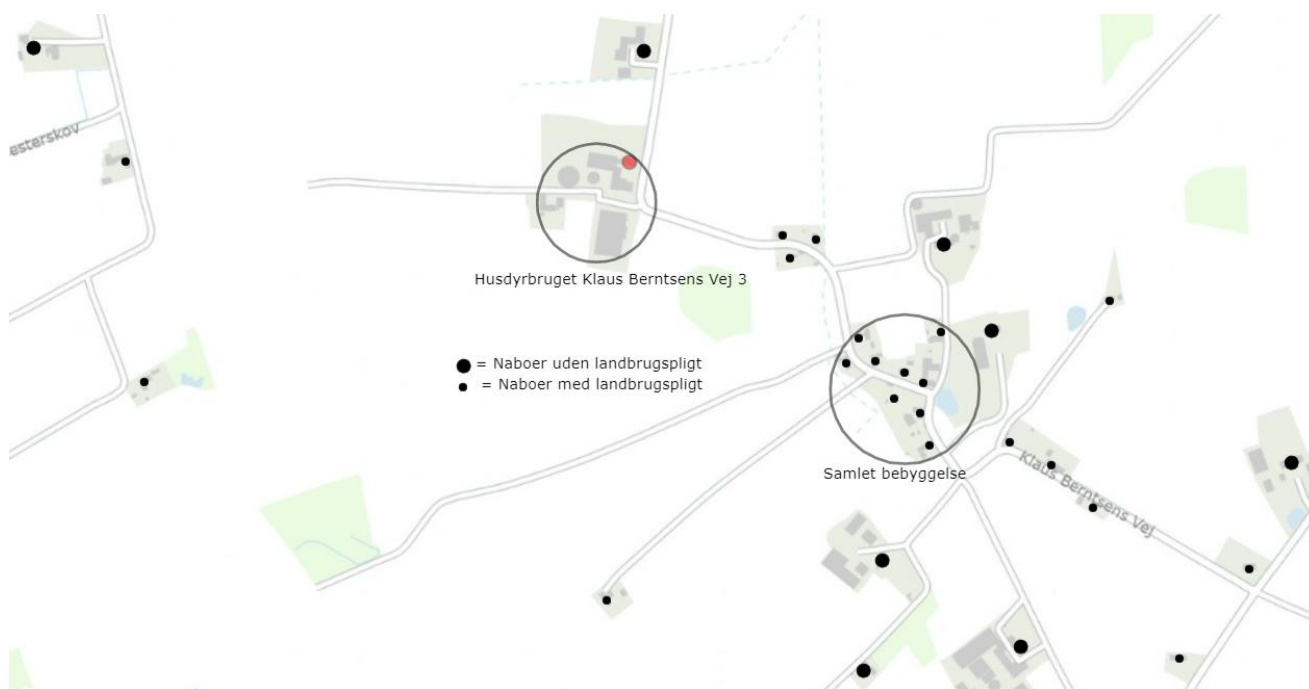 esterskov
Husdyrbruget Klaus Berntsens Vej 3
= Naboer uden landbrugspligt
= Naboer med landbrugspligt
Samlet bebyggelse
Klaus Berntsens Vej